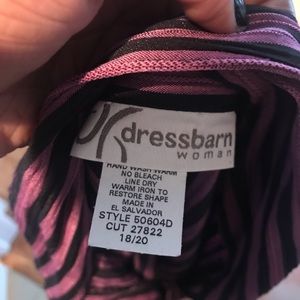 dressbarn
woman
HAND WASH WARM
NO BLEACH
LINE DRY
WARM IRON TO
RESTORE SHAPE
MADE IN
EL SALVADOR
STYLE 50604D
CUT 27822
18/20